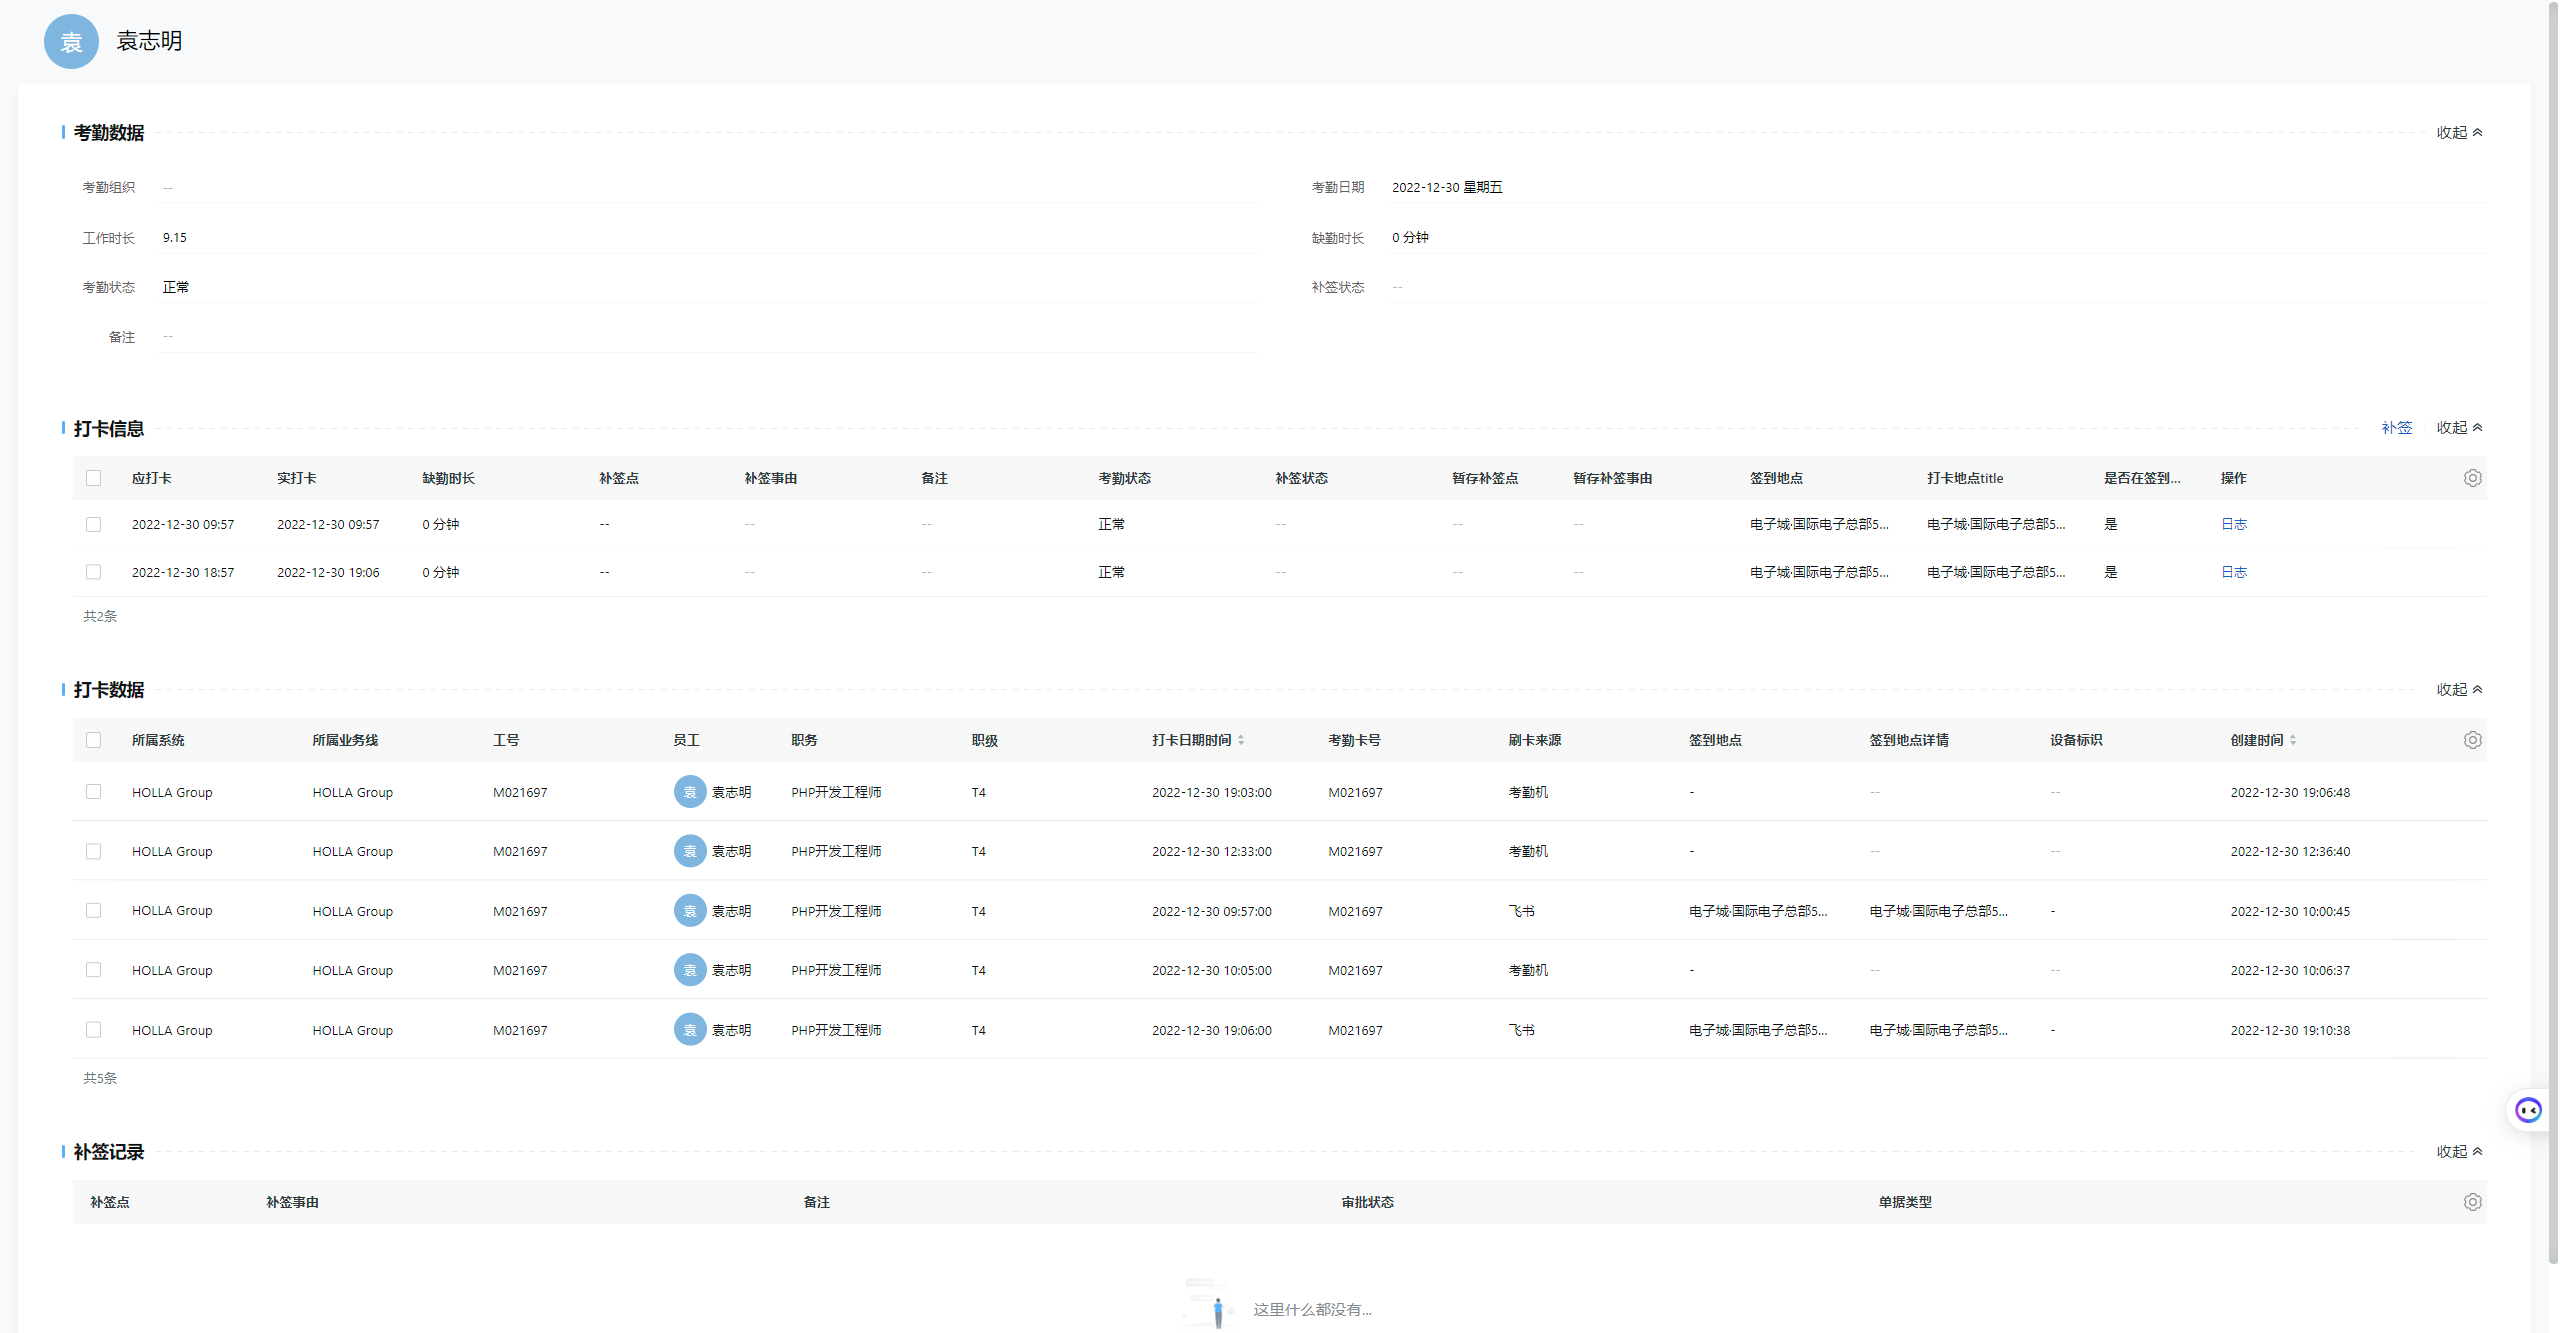 袁 袁志明
考勤数据 收起
考勤组织 -- 考勤日期 2022-12-30 星期五
工作时长 9.15 缺勤时长 0 分钟
考勤状态 正常 补签状态 --
备注 --
打卡信息 补签 收起
应打卡 实打卡 缺勤时长 补签点 补签事由 备注 考勤状态 补签状态 暂存补签点 暂存补签事由 签到地点 打卡地点title 是否在签到... 操作
2022-12-30 09:57 2022-12-30 09:57 0 分钟 -- -- -- 正常 -- -- -- 电子城·国际电子总部5... 电子城·国际电子总部5... 是 日志
2022-12-30 18:57 2022-12-30 19:06 0 分钟 -- -- -- 正常 -- -- -- 电子城·国际电子总部5... 电子城·国际电子总部5... 是 日志
共2条
打卡数据 收起
所属系统 所属业务线 工号 员工 职务 职级 打卡日期时间 考勤卡号 刷卡来源 签到地点 签到地点详情 设备标识 创建时间
HOLLA Group HOLLA Group M021697 袁 袁志明 PHP开发工程师 T4 2022-12-30 19:03:00 M021697 考勤机 - -- -- 2022-12-30 19:06:48
HOLLA Group HOLLA Group M021697 袁 袁志明 PHP开发工程师 T4 2022-12-30 12:33:00 M021697 考勤机 - -- -- 2022-12-30 12:36:40
HOLLA Group HOLLA Group M021697 袁 袁志明 PHP开发工程师 T4 2022-12-30 09:57:00 M021697 飞书 电子城·国际电子总部5... 电子城·国际电子总部5... - 2022-12-30 10:00:45
HOLLA Group HOLLA Group M021697 袁 袁志明 PHP开发工程师 T4 2022-12-30 10:05:00 M021697 考勤机 - -- -- 2022-12-30 10:06:37
HOLLA Group HOLLA Group M021697 袁 袁志明 PHP开发工程师 T4 2022-12-30 19:06:00 M021697 飞书 电子城·国际电子总部5... 电子城·国际电子总部5... - 2022-12-30 19:10:38
共5条
补签记录 收起
补签点 补签事由 备注 审批状态 单据类型
这里什么都没有...